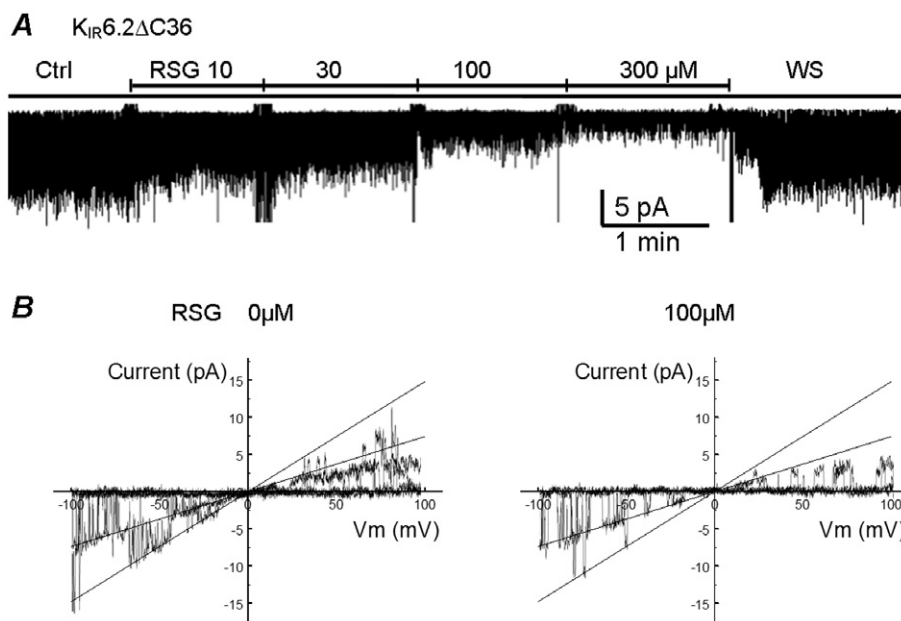 A K_IR6.2ΔC36
Ctrl RSG 10 30 100 300 µM WS
5 pA
1 min
B RSG 0µM 100µM
Current (pA) Current (pA)
15 15
10 10
5 5
-100 -50 0 50 100 -100 -50 0 50 100
Vm (mV) Vm (mV)
-5 -5
-10 -10
-15 -15